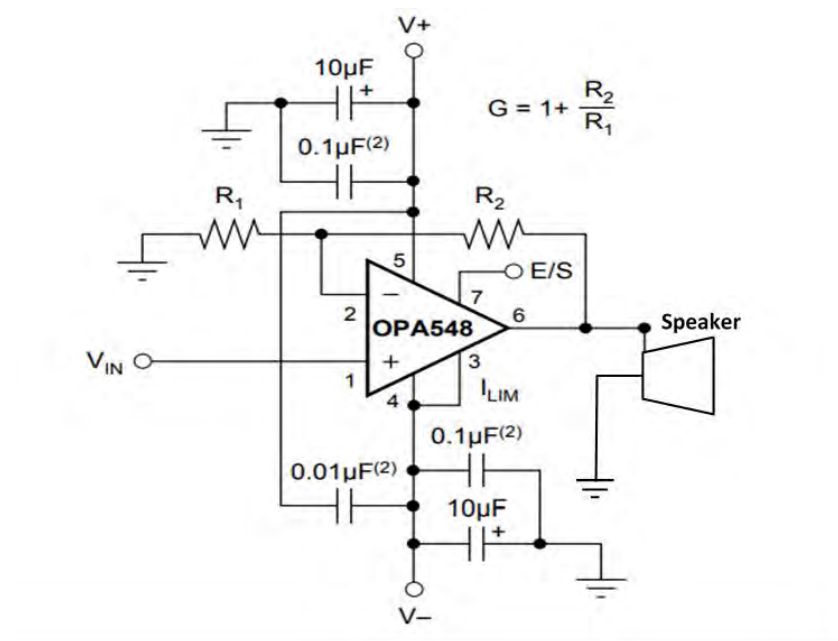 V+
10µF
+
G = 1+ R2
R1
0.1µF(2)
R1
R2
5
E/S
7
−
2
OPA548
6
Speaker
VIN
+
1
3
ILIM
4
0.1µF(2)
0.01µF(2)
10µF
+
V−